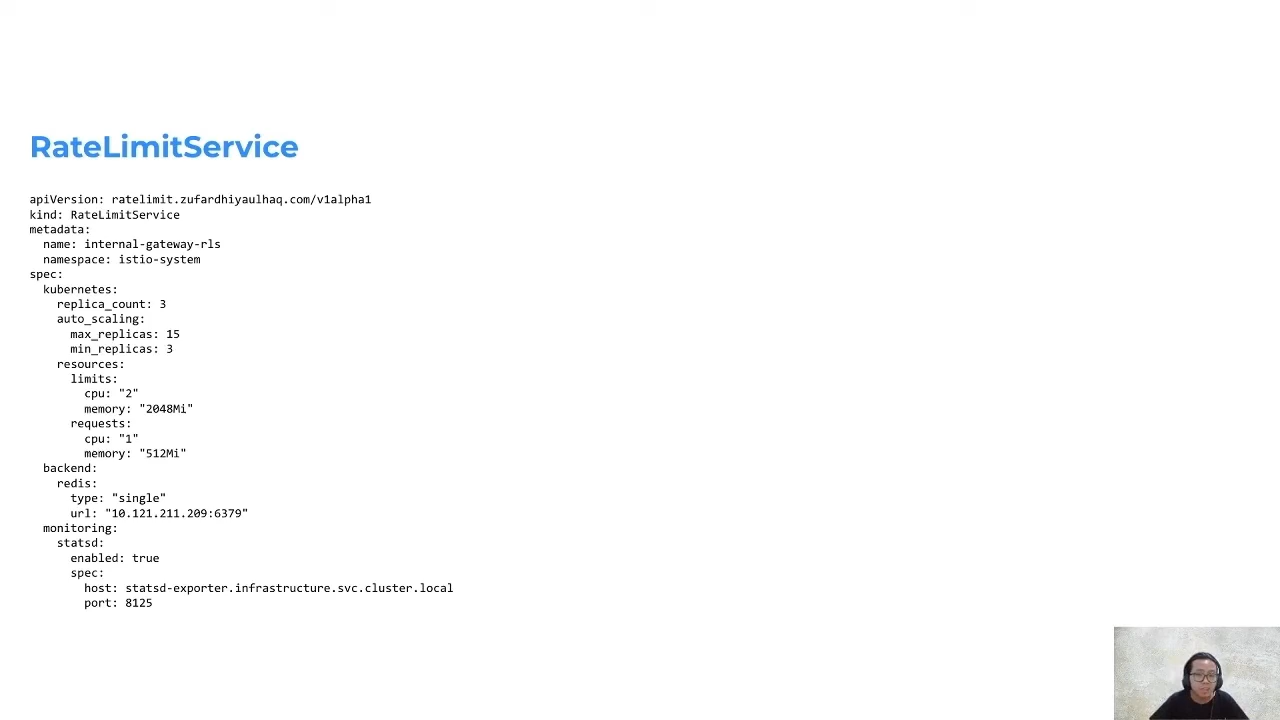 RateLimitService
apiVersion: ratelimit.zufardhiyaulhaq.com/v1alpha1
kind: RateLimitService
metadata:
  name: internal-gateway-rls
  namespace: istio-system
spec:
  kubernetes:
    replica_count: 3
    auto_scaling:
      max_replicas: 15
      min_replicas: 3
    resources:
      limits:
        cpu: "2"
        memory: "2048Mi"
      requests:
        cpu: "1"
        memory: "512Mi"
  backend:
    redis:
      type: "single"
      url: "10.121.211.209:6379"
  monitoring:
    statsd:
      enabled: true
      spec:
        host: statsd-exporter.infrastructure.svc.cluster.local
        port: 8125